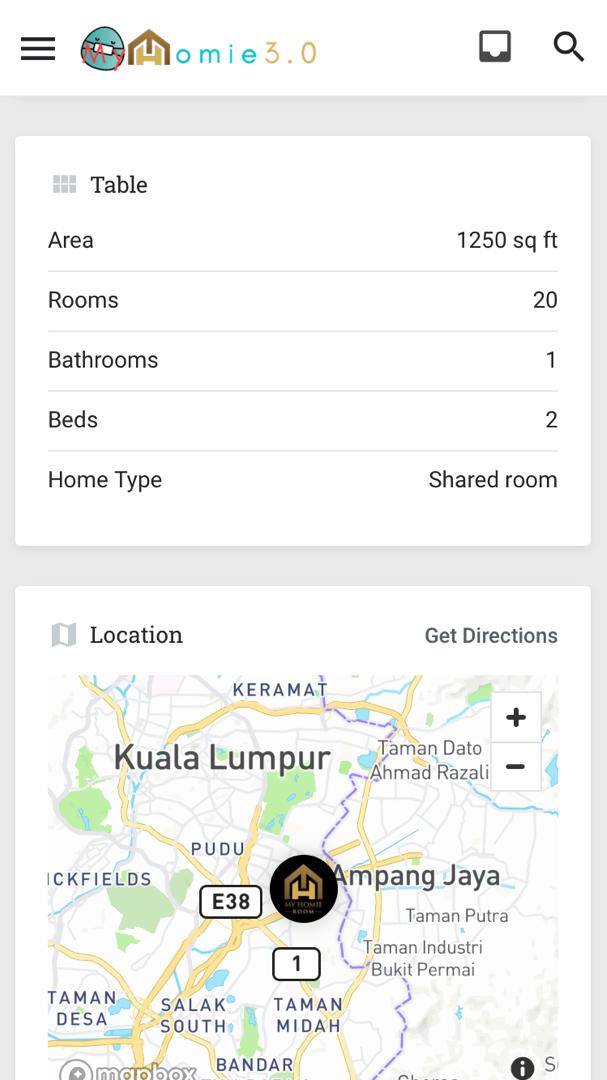 My Homie3.0
Table
Area 1250 sq ft
Rooms 20
Bathrooms 1
Beds 2
Home Type Shared room
Location Get Directions
KERAMAT
+
Kuala Lumpur
Taman Dato
Ahmad Razali
−
PUDU
ICKFIELDS
Ampang Jaya
E38
MY HOMIE
ROOM
Taman Putra
1
Taman Industri
Bukit Permai
TAMAN
DESA
SALAK
SOUTH
TAMAN
MIDAH
BANDAR
mapbox